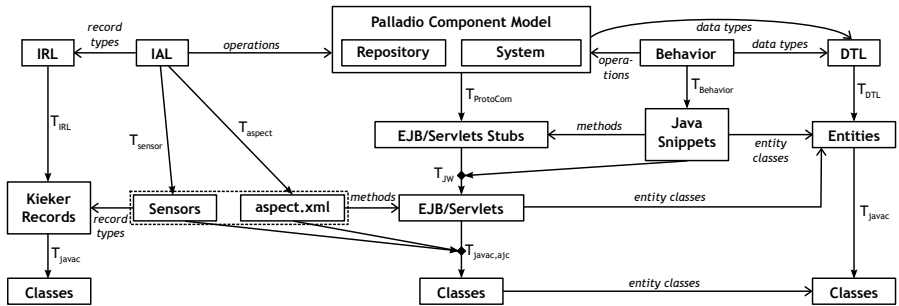 Palladio Component Model
record
types
data types
IRL
IAL
operations
Repository
System
opera-
tions
Behavior
data types
DTL
T_IRL
T_sensor
T_aspect
T_ProtoCom
T_Behavior
T_DTL
EJB/Servlets Stubs
methods
Java
Snippets
entity
classes
Entities
T_JW
Kieker
Records
record
types
Sensors
aspect.xml
methods
EJB/Servlets
entity classes
T_javac
T_javac
T_javac,ajc
Classes
Classes
entity classes
Classes